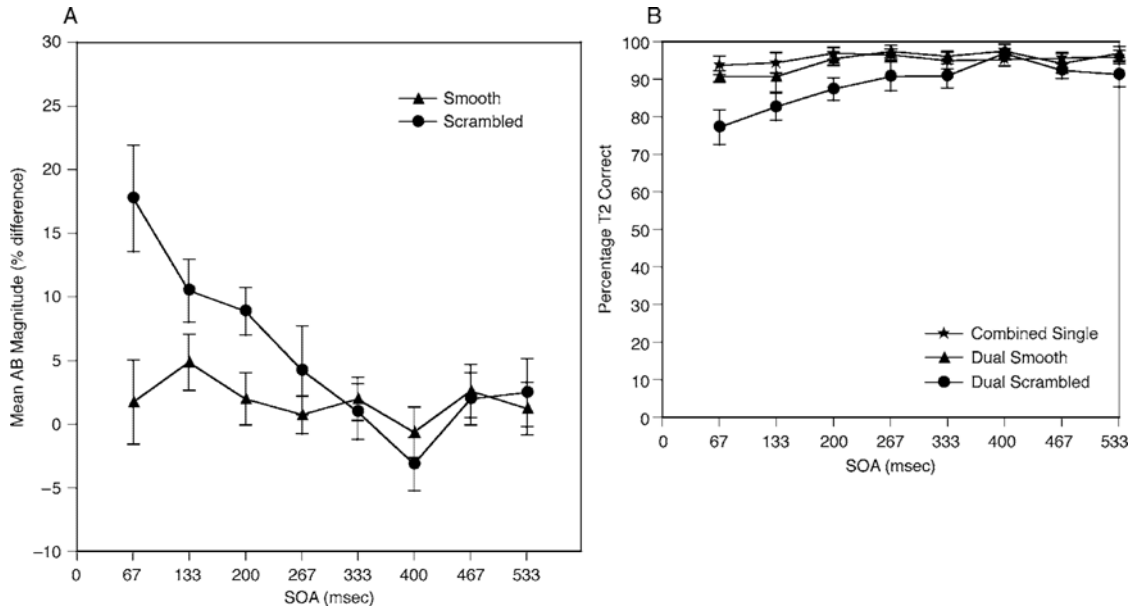 A
30
25
20
15
10
5
0
−5
−10
Mean AB Magnitude (% difference)
Smooth
Scrambled
0 67 133 200 267 333 400 467 533
SOA (msec)
B
100
90
80
70
60
50
40
30
20
10
0
Percentage T2 Correct
Combined Single
Dual Smooth
Dual Scrambled
0 67 133 200 267 333 400 467 533
SOA (msec)